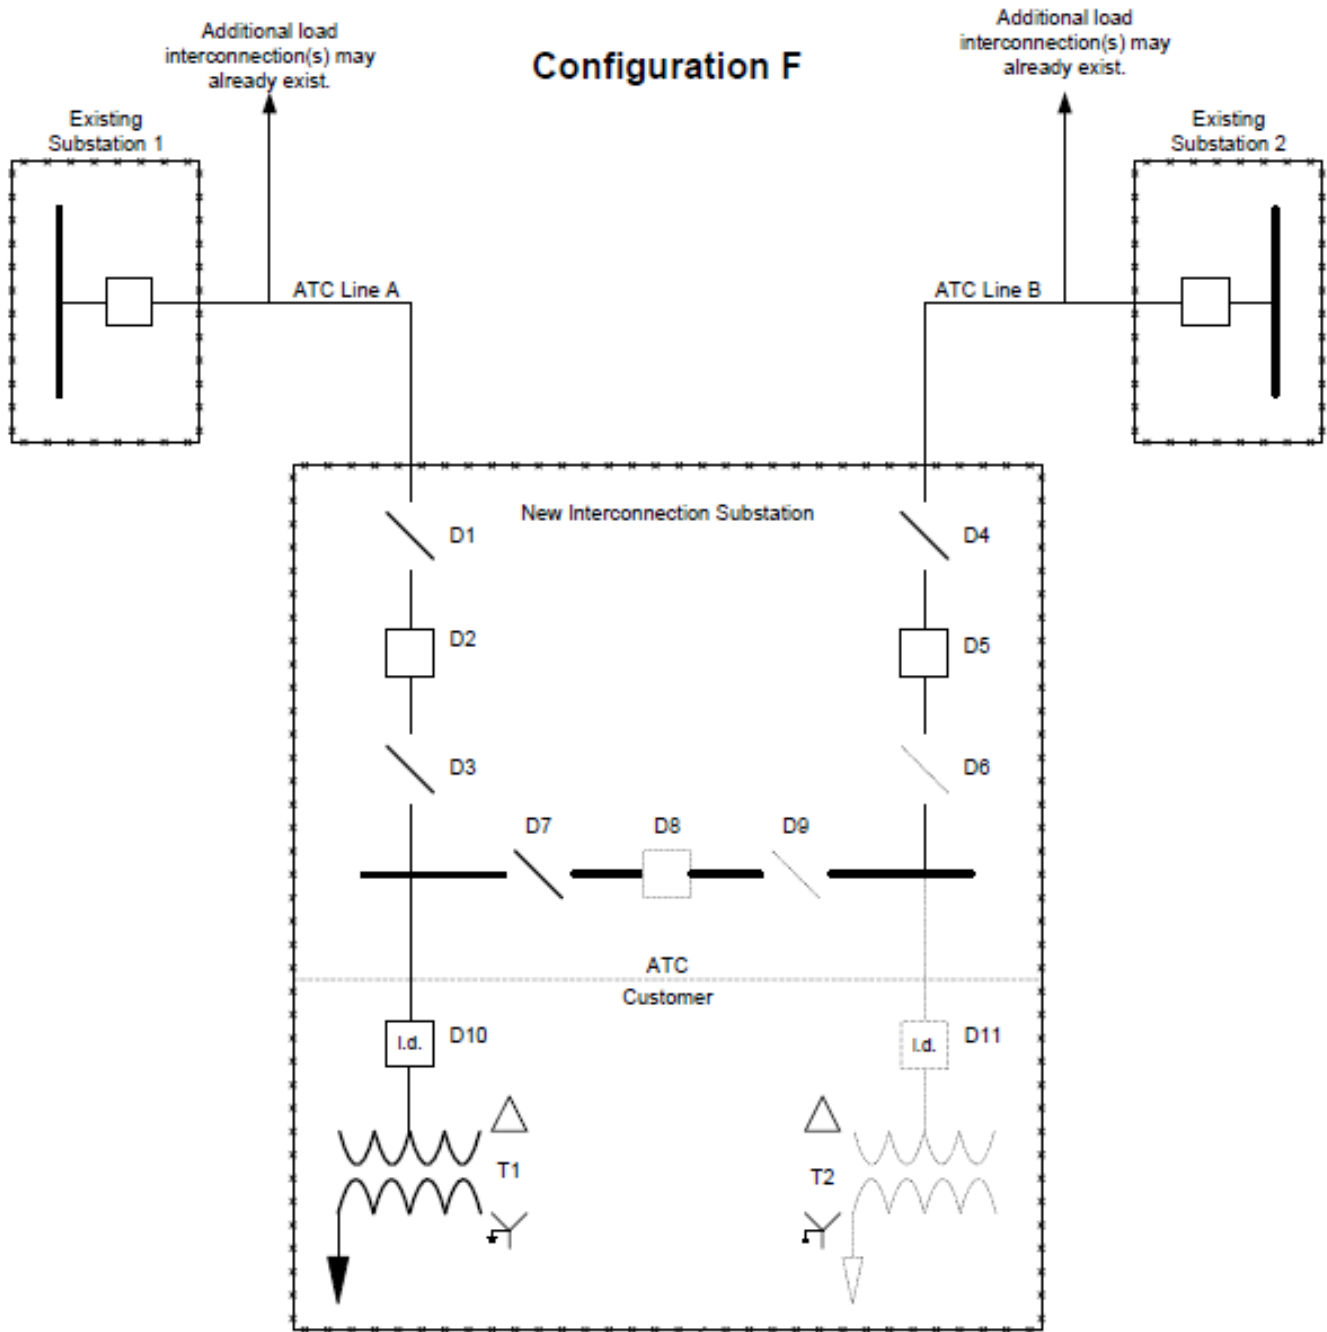 Additional load
interconnection(s) may
already exist.
Configuration F
Additional load
interconnection(s) may
already exist.
Existing
Substation 1
Existing
Substation 2
ATC Line A
ATC Line B
New Interconnection Substation
D1
D4
D2
D5
D3
D6
D7
D8
D9
ATC
Customer
l.d.
D10
l.d.
D11
T1
T2